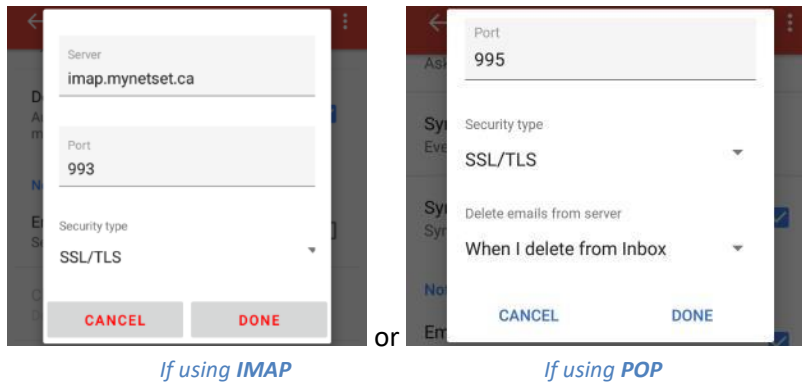 Server
imap.mynetset.ca
Port
993
Security type
SSL/TLS
CANCEL DONE
or
Port
995
Security type
SSL/TLS
Delete emails from server
When I delete from Inbox
CANCEL DONE
If using IMAP
If using POP